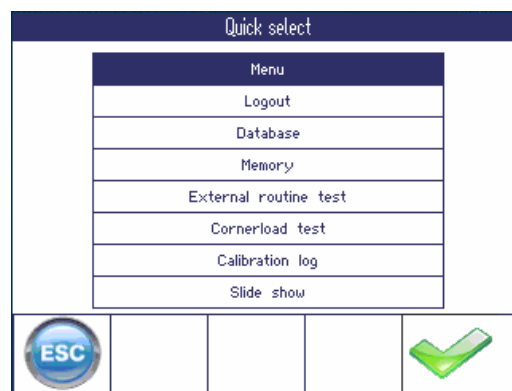 Quick select
Menu
Logout
Database
Memory
External routine test
Cornerload test
Calibration log
Slide show
ESC